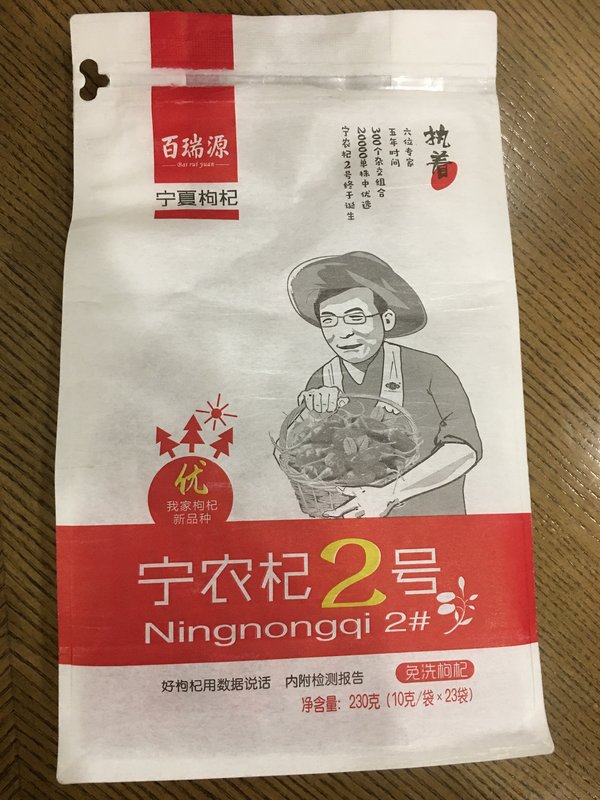 百瑞源
Bai rui yuan
宁夏枸杞
执着
六位专家
五年时间
300个杂交组合
20000单株中优选
宁农杞2号终于诞生
优
我家枸杞
新品种
宁农杞2号
Ningnongqi 2#
好枸杞用数据说话 内附检测报告
免洗枸杞
净含量：230克（10克/袋×23袋）